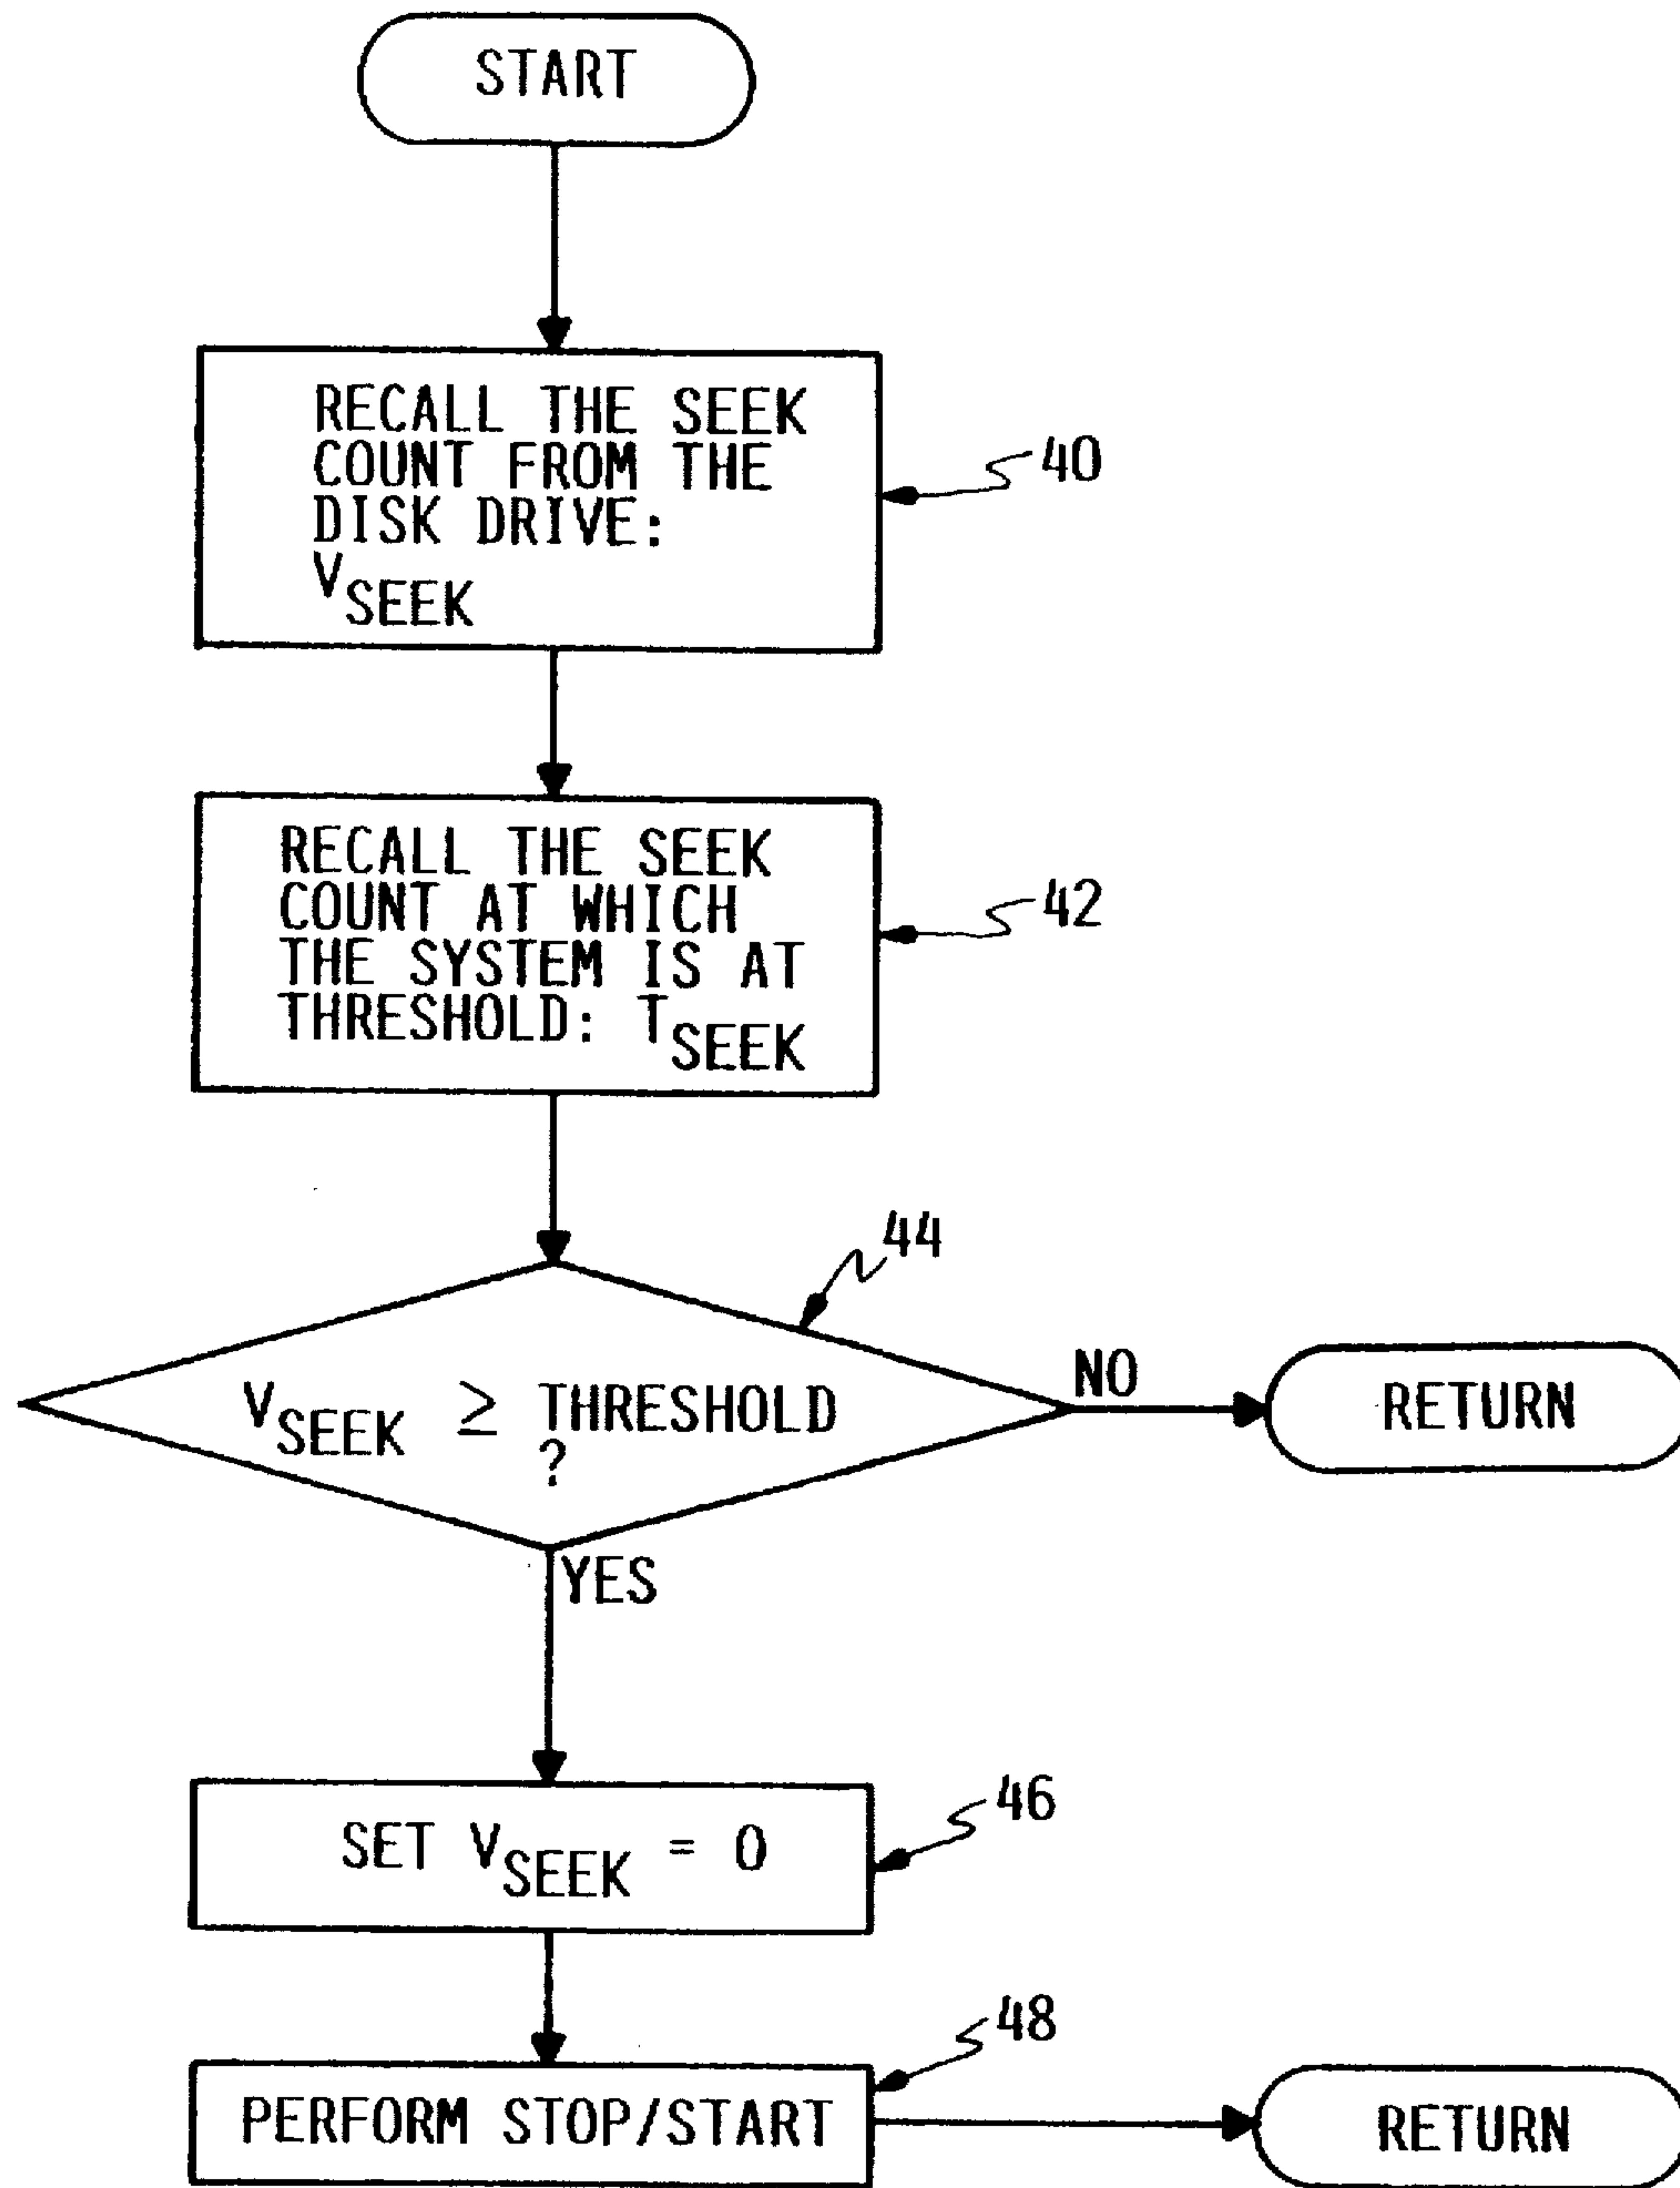 START
RECALL THE SEEK
COUNT FROM THE
DISK DRIVE:
VSEEK
40
RECALL THE SEEK
COUNT AT WHICH
THE SYSTEM IS AT
THRESHOLD: TSEEK
42
44
VSEEK ≥ THRESHOLD
?
NO
RETURN
YES
SET VSEEK = 0
46
48
PERFORM STOP/START
RETURN